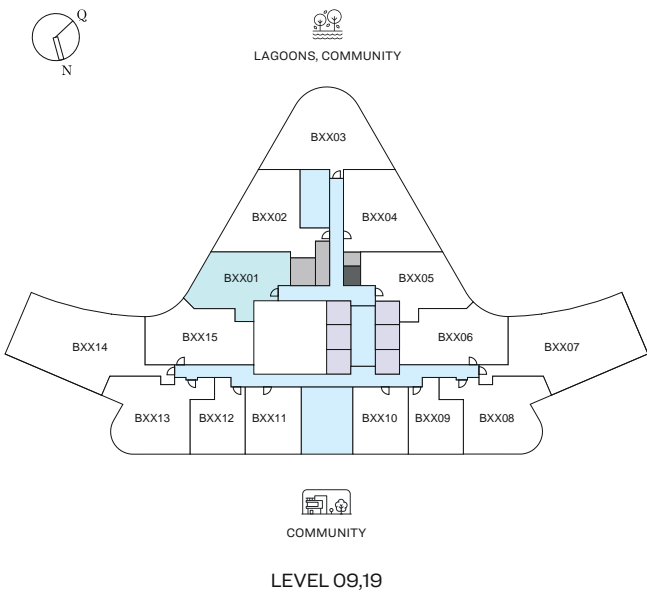 Q
N
LAGOONS, COMMUNITY
BXX03
BXX02
BXX04
BXX01
BXX05
BXX15
BXX06
BXX14
BXX07
BXX13
BXX12
BXX11
BXX10
BXX09
BXX08
COMMUNITY
LEVEL 09,19